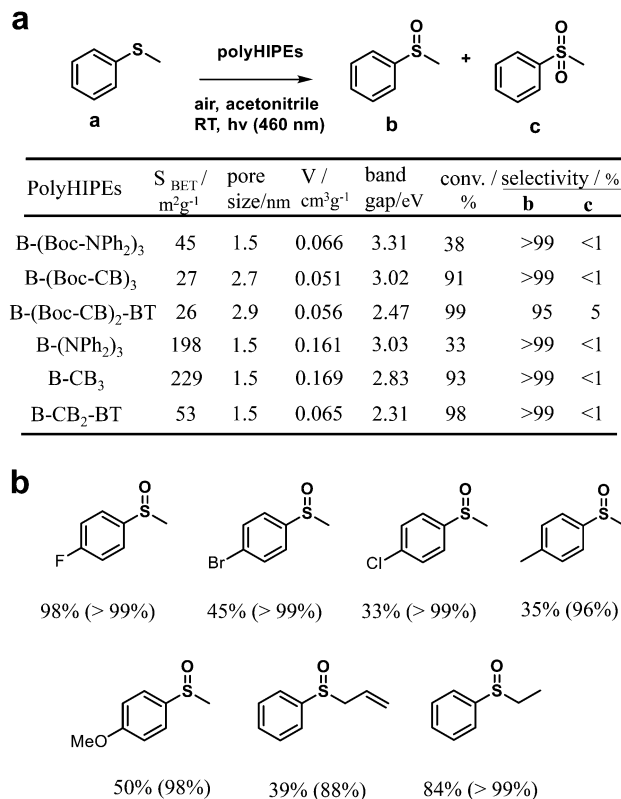 a
S
polyHIPEs
air, acetonitrile
RT, hv (460 nm)
O
S
+
O
S
O
a
b
c
PolyHIPEs S BET / m²g⁻¹ pore size/nm V / cm³g⁻¹ band gap/eV conv. / % selectivity / % b c
B-(Boc-NPh₂)₃ 45 1.5 0.066 3.31 38 >99 <1
B-(Boc-CB)₃ 27 2.7 0.051 3.02 91 >99 <1
B-(Boc-CB)₂-BT 26 2.9 0.056 2.47 99 95 5
B-(NPh₂)₃ 198 1.5 0.161 3.03 33 >99 <1
B-CB₃ 229 1.5 0.169 2.83 93 >99 <1
B-CB₂-BT 53 1.5 0.065 2.31 98 >99 <1
b
O O O O
S S S S
F Br Cl
98% (> 99%) 45% (> 99%) 33% (> 99%) 35% (96%)
O O O
S S S
MeO
50% (98%) 39% (88%) 84% (> 99%)